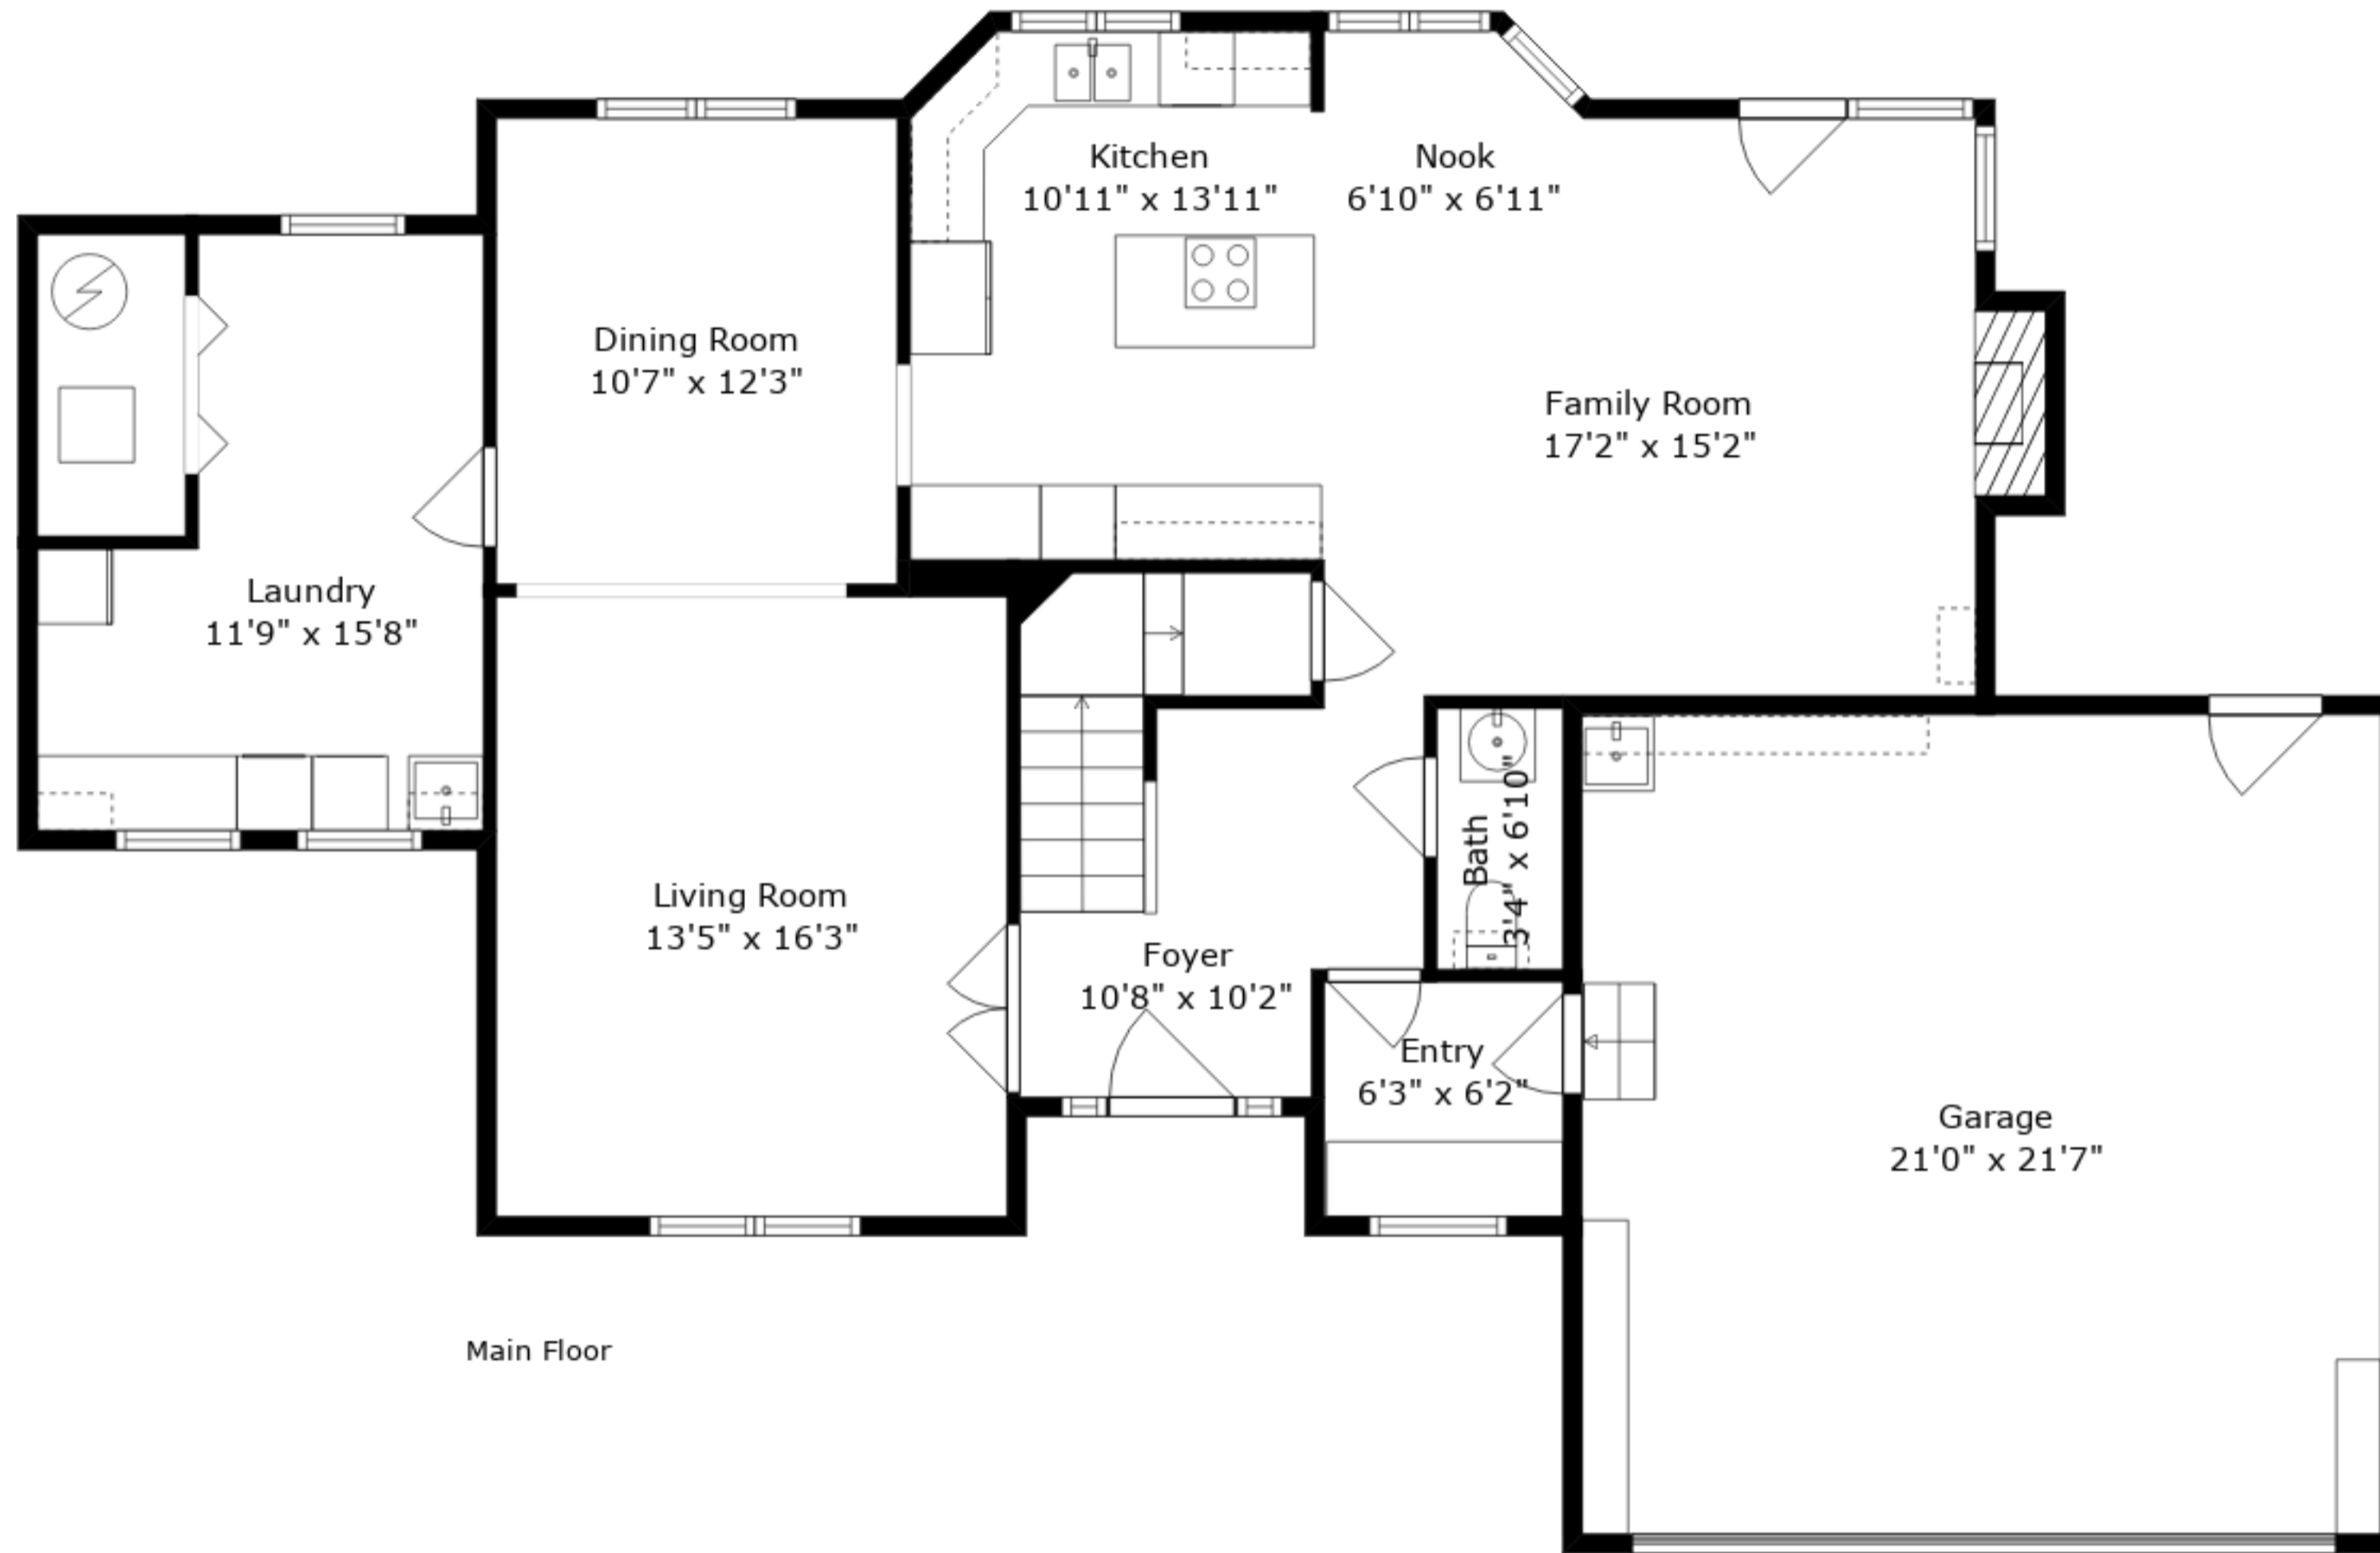 Kitchen
10'11" x 13'11"
Nook
6'10" x 6'11"
Dining Room
10'7" x 12'3"
Family Room
17'2" x 15'2"
Laundry
11'9" x 15'8"
Living Room
13'5" x 16'3"
Bath
3'4" x 6'10"
Foyer
10'8" x 10'2"
Entry
6'3" x 6'2"
Garage
21'0" x 21'7"
Main Floor